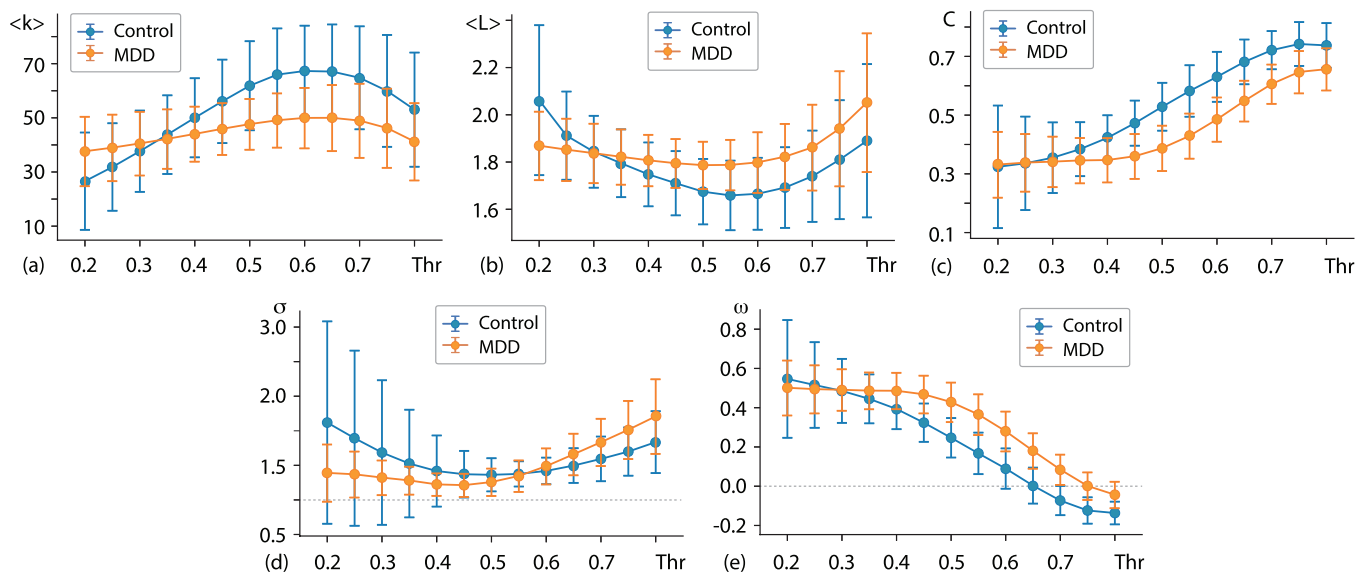 <k>
Control
MDD
70
50
30
10
(a)
0.2
0.3
0.4
0.5
0.6
0.7
Thr
<L>
Control
MDD
2.2
2.0
1.8
1.6
(b)
0.2
0.3
0.4
0.5
0.6
0.7
Thr
C
Control
MDD
0.7
0.5
0.3
0.1
(c)
0.2
0.3
0.4
0.5
0.6
0.7
Thr
σ
Control
MDD
3.0
2.0
1.5
0.5
(d)
0.2
0.3
0.4
0.5
0.6
0.7
Thr
ω
Control
MDD
0.8
0.6
0.4
0.2
0.0
-0.2
(e)
0.2
0.3
0.4
0.5
0.6
0.7
Thr